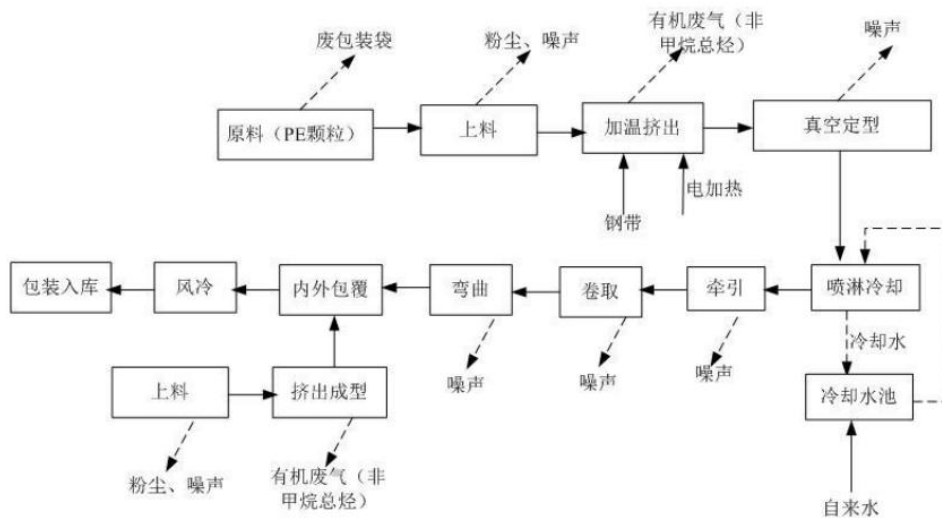 废包装袋
粉尘、噪声
有机废气（非
甲烷总烃）
噪声
原料（PE颗粒）
上料
加温挤出
真空定型
钢带
电加热
包装入库
风冷
内外包覆
弯曲
卷取
牵引
喷淋冷却
噪声
噪声
噪声
冷却水
上料
挤出成型
冷却水池
粉尘、噪声
有机废气（非
甲烷总烃）
自来水